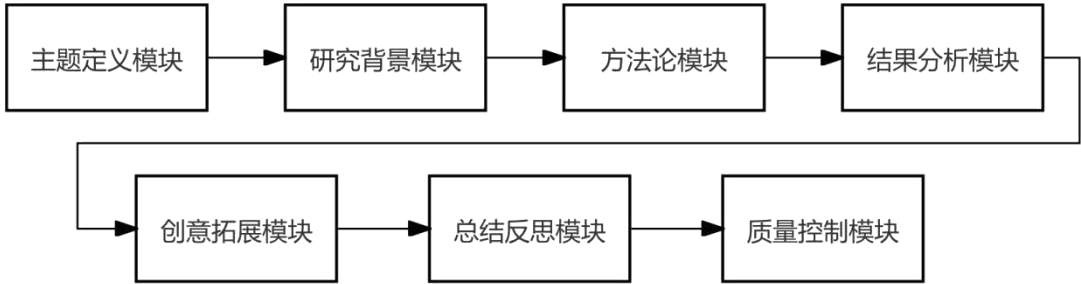 主题定义模块
研究背景模块
方法论模块
结果分析模块
创意拓展模块
总结反思模块
质量控制模块